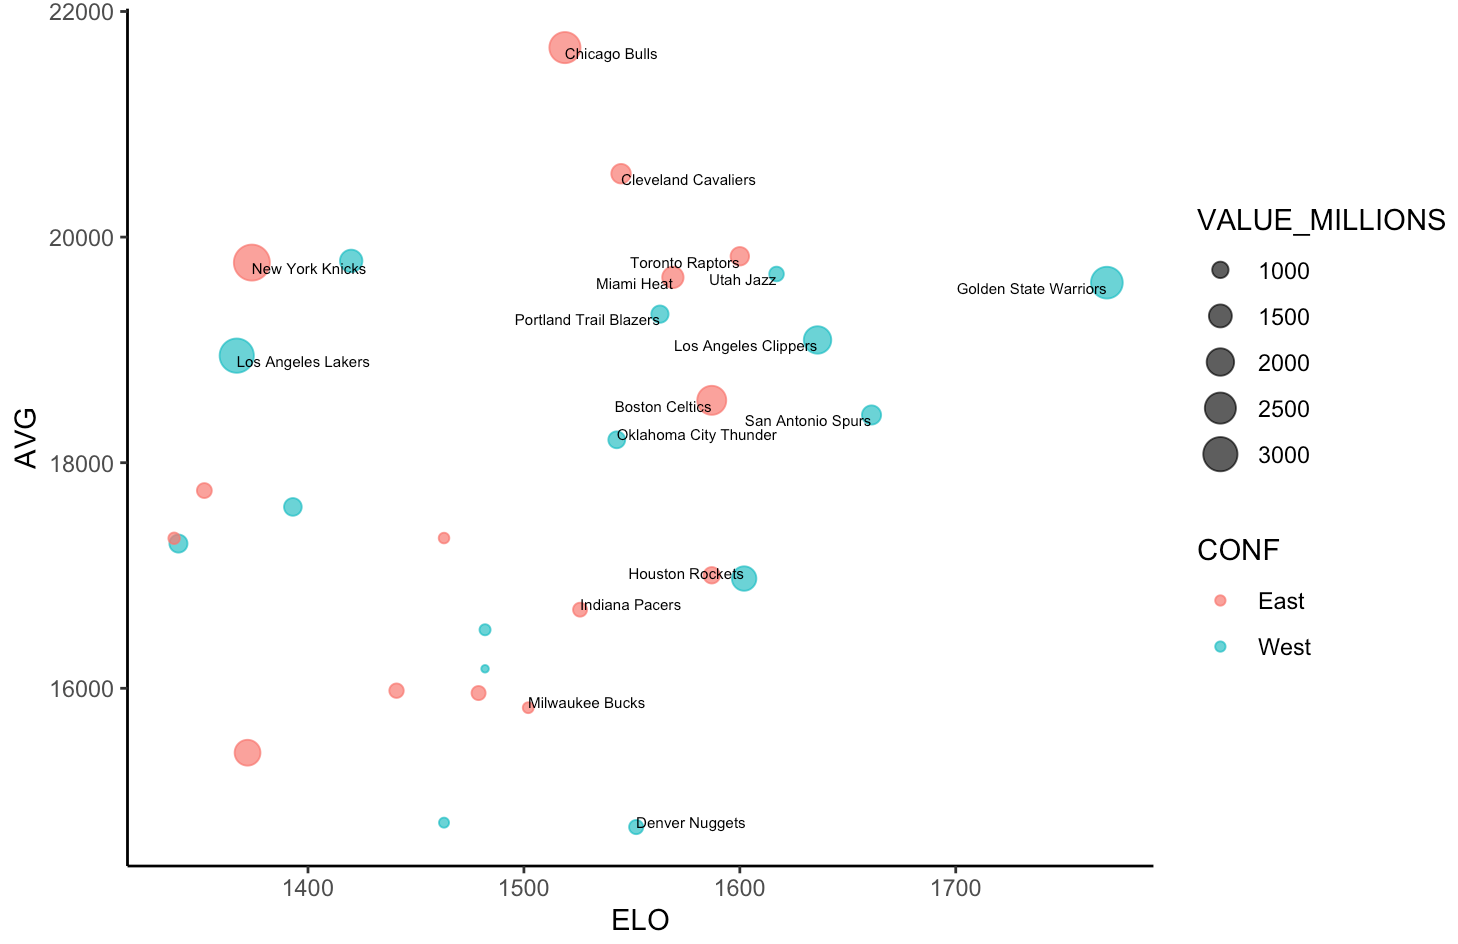 22000
20000
18000
16000
AVG
1400
1500
1600
1700
ELO
Chicago Bulls
Cleveland Cavaliers
New York Knicks
Toronto Raptors
Miami Heat
Utah Jazz
Golden State Warriors
Portland Trail Blazers
Los Angeles Clippers
Los Angeles Lakers
Boston Celtics
San Antonio Spurs
Oklahoma City Thunder
Houston Rockets
Indiana Pacers
Milwaukee Bucks
Denver Nuggets
VALUE_MILLIONS
1000
1500
2000
2500
3000
CONF
East
West